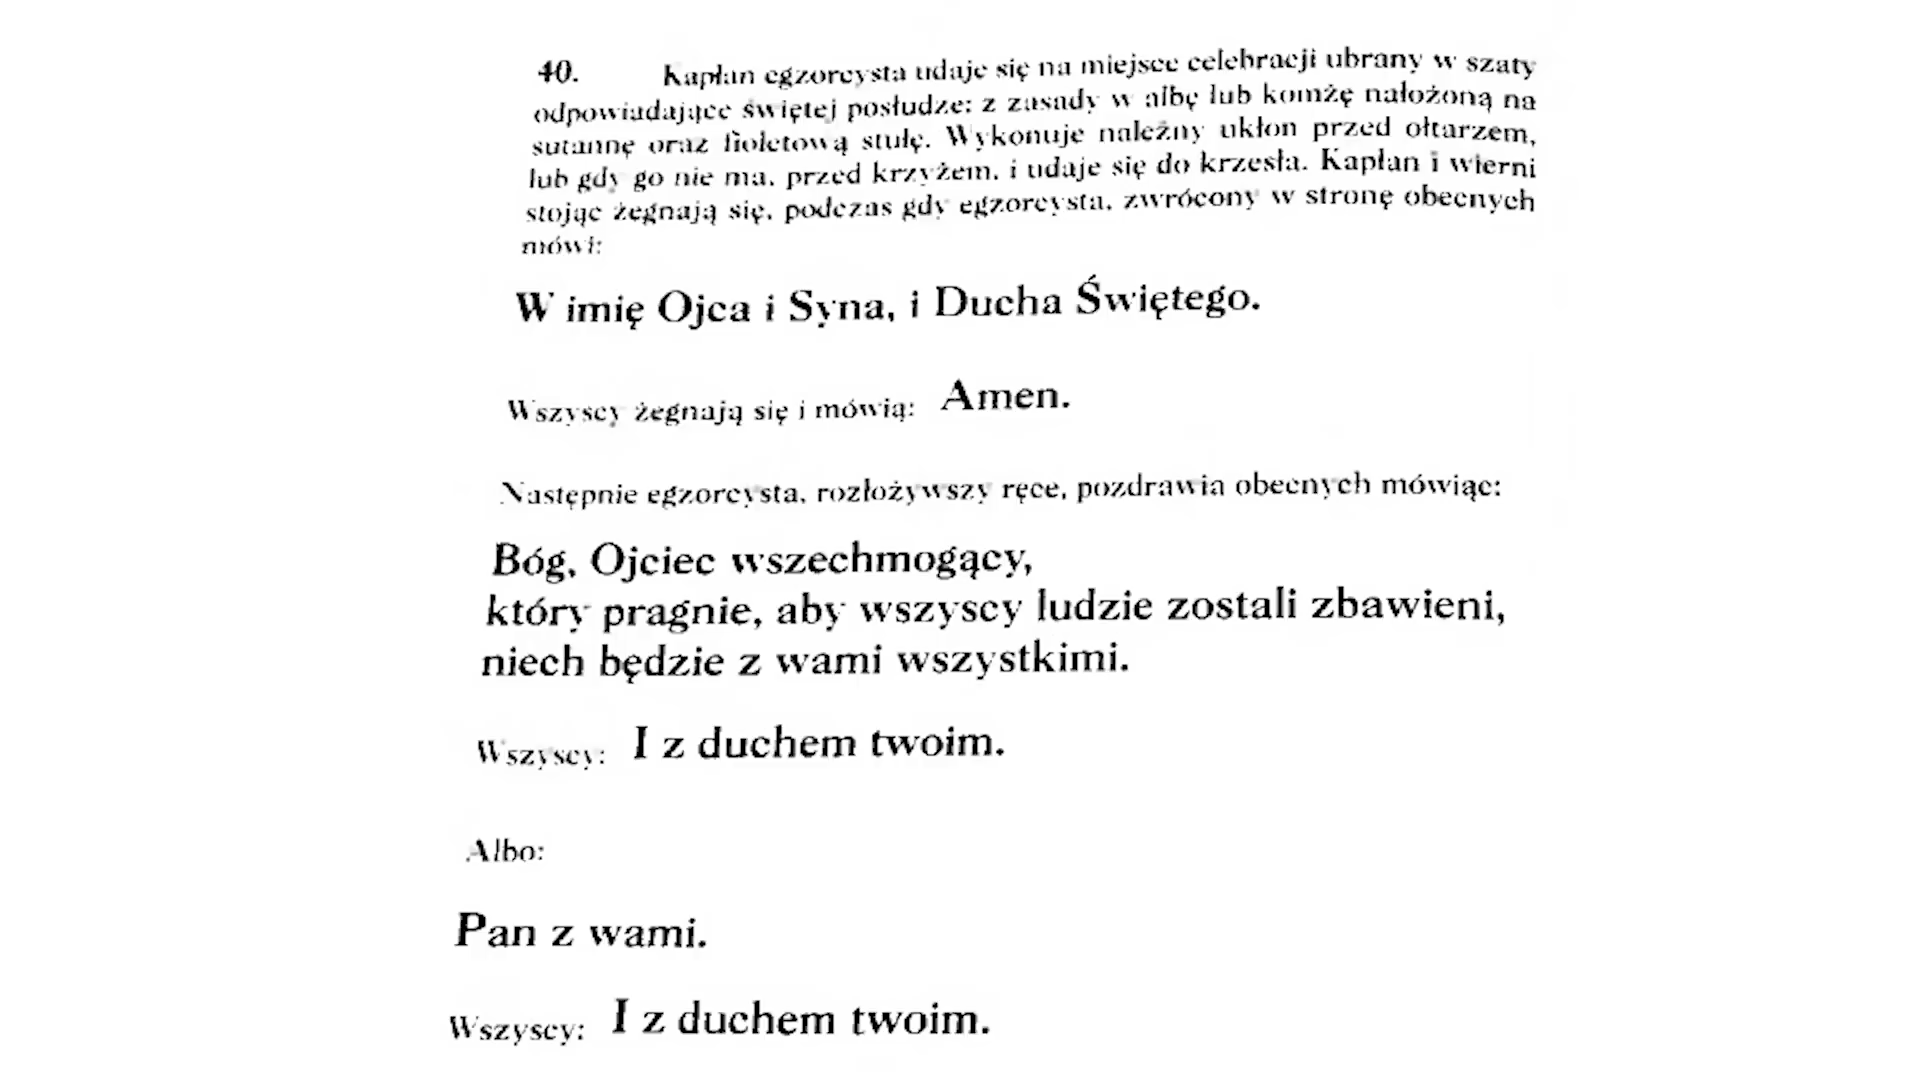 40. Kapłan egzorcysta udaje się na miejsce celebracji ubrany w szaty
odpowiadające świętej posłudze: z zasady w albę lub komżę nałożoną na
sutannę oraz fioletową stułę. Wykonuje należny ukłon przed ołtarzem,
lub gdy go nie ma, przed krzyżem, i udaje się do krzesła. Kapłan i wierni
stojąc żegnają się, podczas gdy egzorcysta, zwrócony w stronę obecnych
mówi:
W imię Ojca i Syna, i Ducha Świętego.
Wszyscy żegnają się i mówią: Amen.
Następnie egzorcysta, rozłożywszy ręce, pozdrawia obecnych mówiąc:
Bóg, Ojciec wszechmogący,
który pragnie, aby wszyscy ludzie zostali zbawieni,
niech będzie z wami wszystkimi.
Wszyscy: I z duchem twoim.
Albo:
Pan z wami.
Wszyscy: I z duchem twoim.